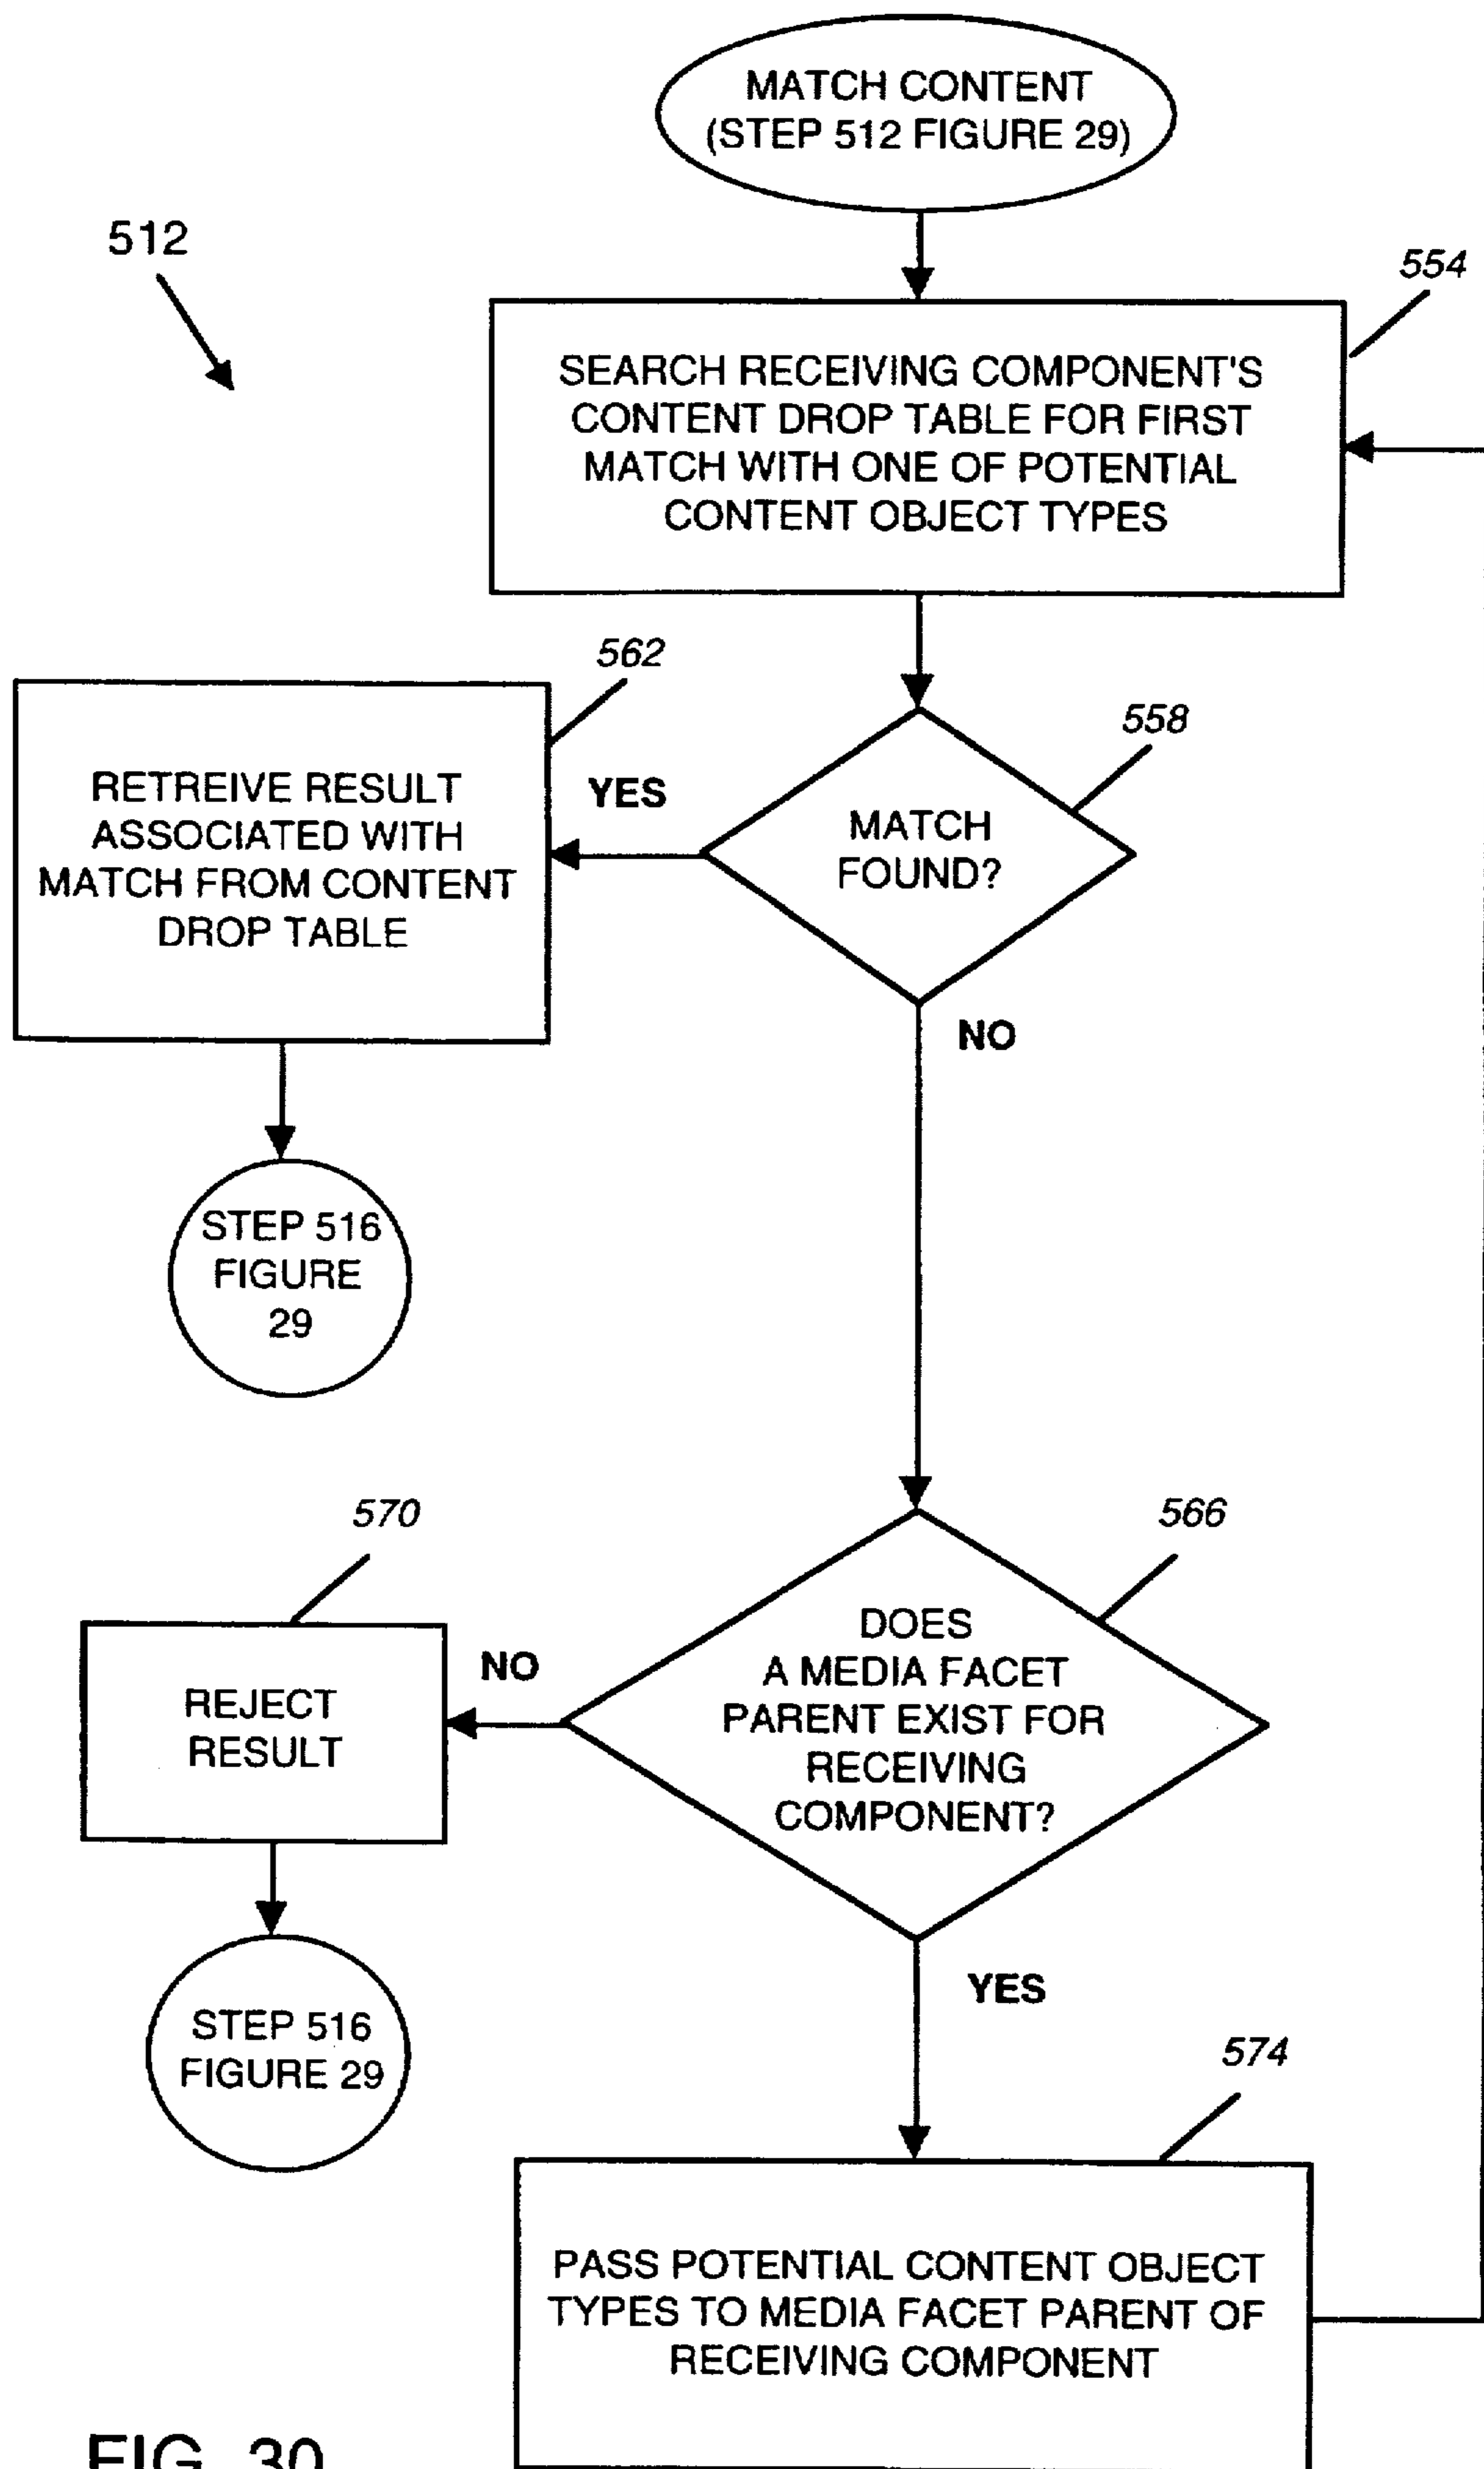 MATCH CONTENT
(STEP 512 FIGURE 29)
512
554
SEARCH RECEIVING COMPONENT'S
CONTENT DROP TABLE FOR FIRST
MATCH WITH ONE OF POTENTIAL
CONTENT OBJECT TYPES
562
558
RETREIVE RESULT
ASSOCIATED WITH
MATCH FROM CONTENT
DROP TABLE
YES
MATCH
FOUND?
NO
STEP 516
FIGURE
29
570
566
REJECT
RESULT
NO
DOES
A MEDIA FACET
PARENT EXIST FOR
RECEIVING
COMPONENT?
YES
STEP 516
FIGURE 29
574
PASS POTENTIAL CONTENT OBJECT
TYPES TO MEDIA FACET PARENT OF
RECEIVING COMPONENT
FIG. 30